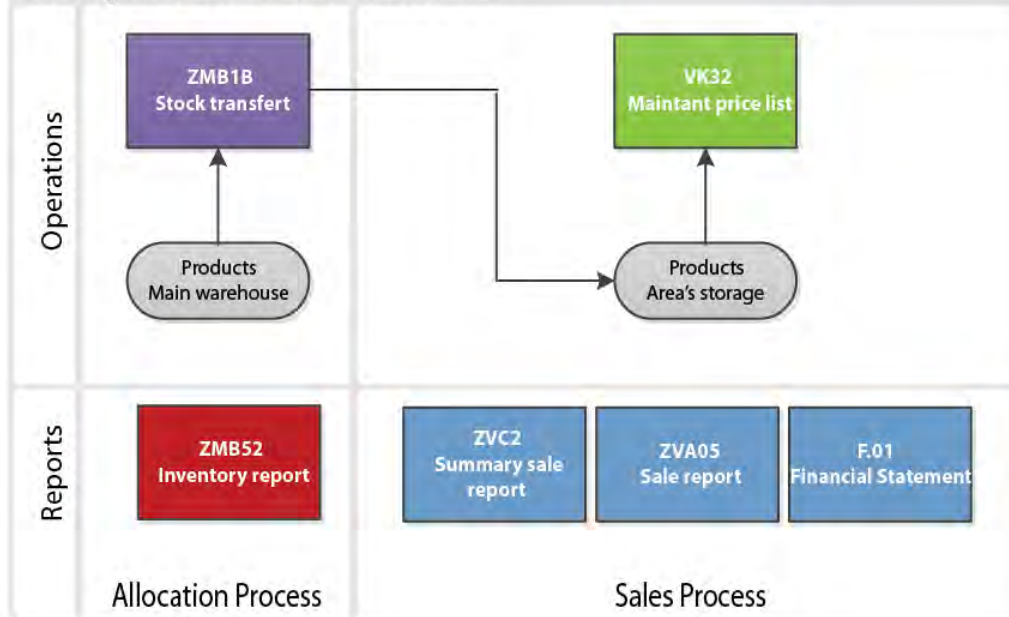 Operations
ZMB1B
Stock transfert
VK32
Maintant price list
Products
Main warehouse
Products
Area's storage
Reports
ZMB52
Inventory report
ZVC2
Summary sale
report
ZVA05
Sale report
F.01
Financial Statement
Allocation Process
Sales Process